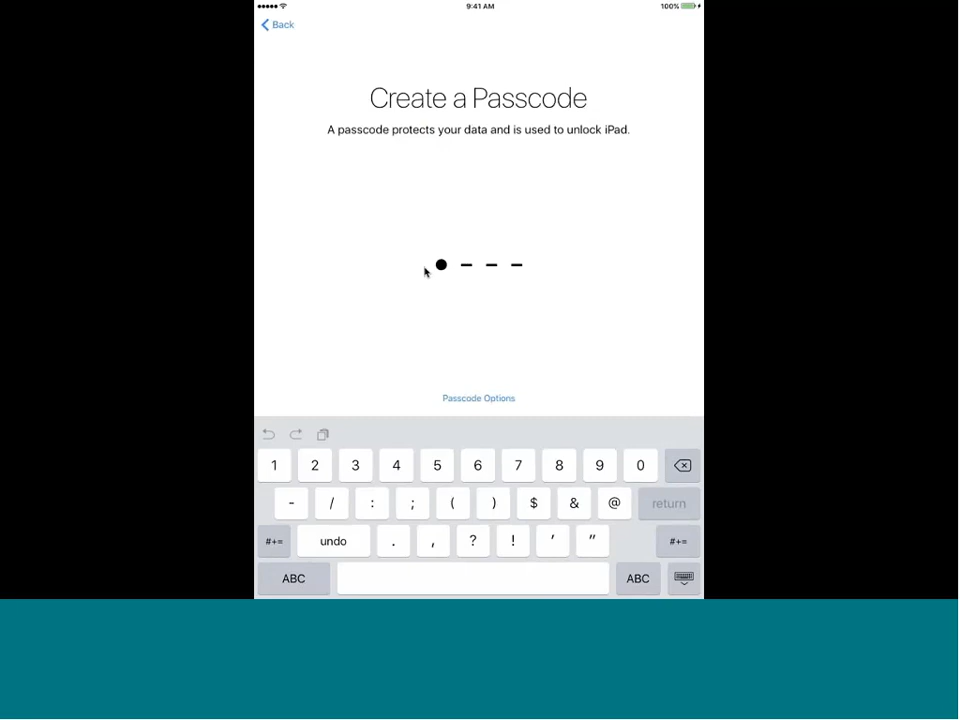 9:41 AM
100%
Back
Create a Passcode
A passcode protects your data and is used to unlock iPad.
Passcode Options
1 2 3 4 5 6 7 8 9 0
- / : ; ( ) $ & @ return
#+= undo . , ? ! ’ ” #+=
ABC ABC